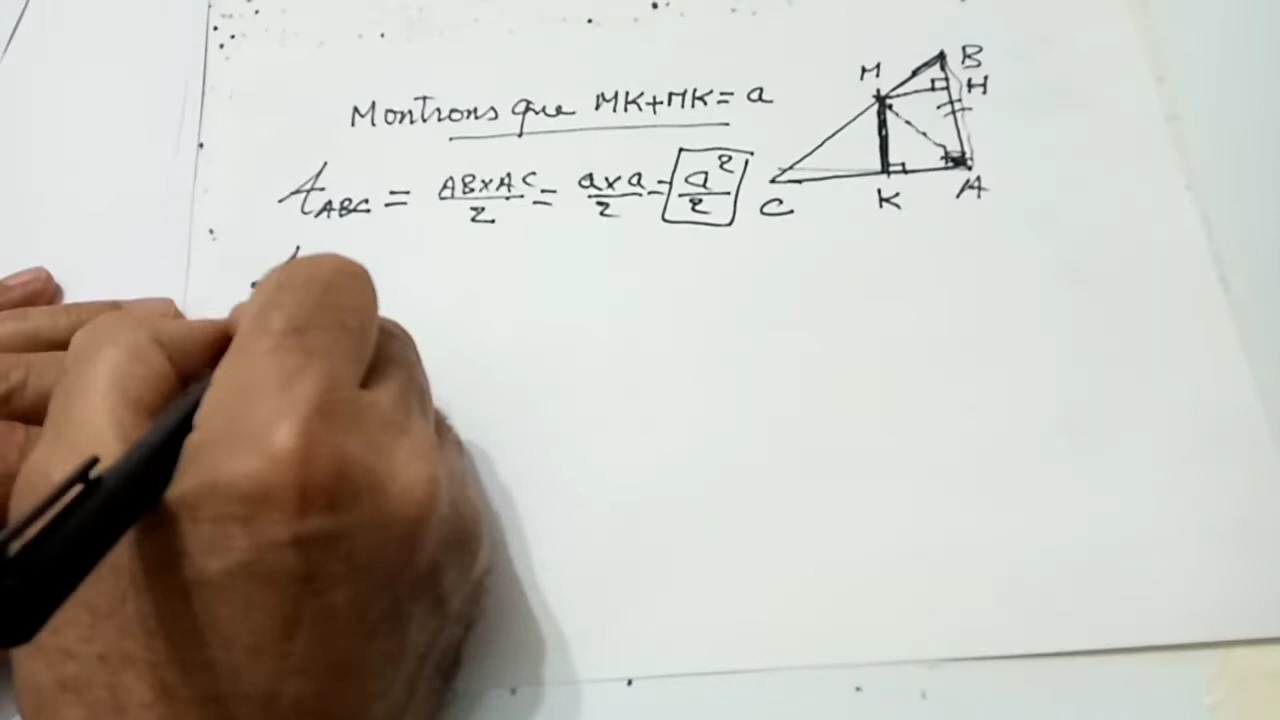 Montrons que MK+MK= a
A_ABC = AB×AC/2 = a×a/2 = a²/2
M
B
H
C
K
A